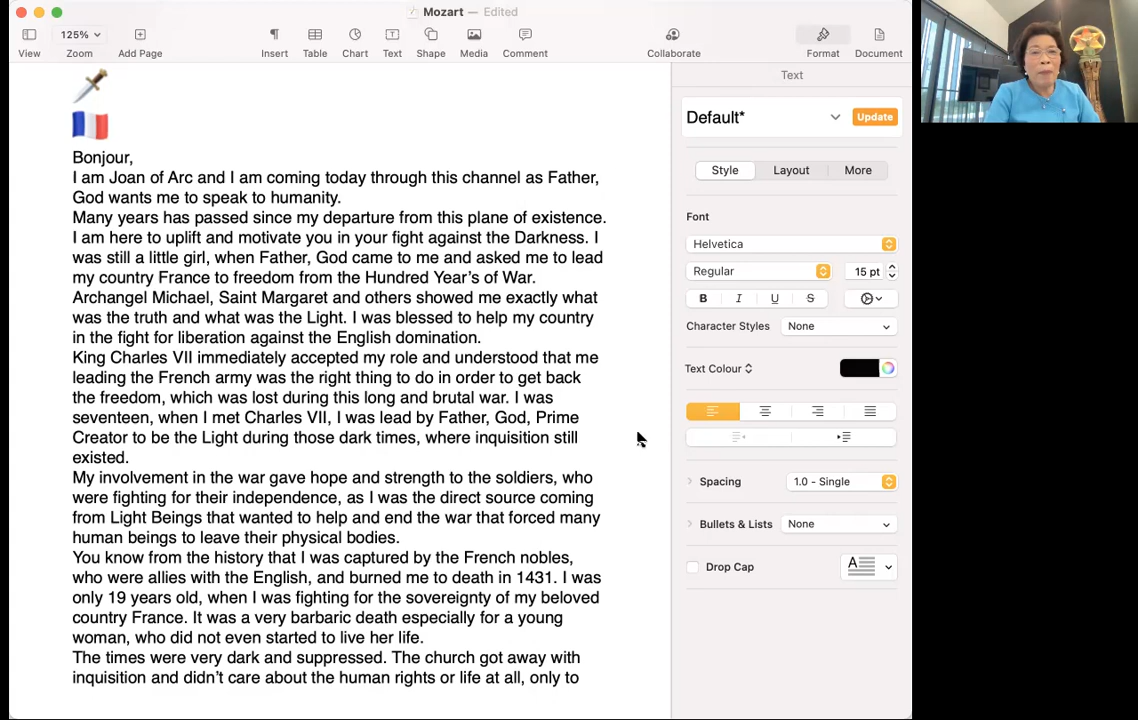 Mozart — Edited
125%
View
Zoom
Add Page
Insert
Table
Chart
Text
Shape
Media
Comment
Collaborate
Format
Document
Bonjour,
I am Joan of Arc and I am coming today through this channel as Father,
God wants me to speak to humanity.
Many years has passed since my departure from this plane of existence.
I am here to uplift and motivate you in your fight against the Darkness. I
was still a little girl, when Father, God came to me and asked me to lead
my country France to freedom from the Hundred Year's of War.
Archangel Michael, Saint Margaret and others showed me exactly what
was the truth and what was the Light. I was blessed to help my country
in the fight for liberation against the English domination.
King Charles VII immediately accepted my role and understood that me
leading the French army was the right thing to do in order to get back
the freedom, which was lost during this long and brutal war. I was
seventeen, when I met Charles VII, I was lead by Father, God, Prime
Creator to be the Light during those dark times, where inquisition still
existed.
My involvement in the war gave hope and strength to the soldiers, who
were fighting for their independence, as I was the direct source coming
from Light Beings that wanted to help and end the war that forced many
human beings to leave their physical bodies.
You know from the history that I was captured by the French nobles,
who were allies with the English, and burned me to death in 1431. I was
only 19 years old, when I was fighting for the sovereignty of my beloved
country France. It was a very barbaric death especially for a young
woman, who did not even started to live her life.
The times were very dark and suppressed. The church got away with
inquisition and didn't care about the human rights or life at all, only to
Text
Default*
Update
Style
Layout
More
Font
Helvetica
Regular
15 pt
B
I
U
S
Character Styles
None
Text Colour
Spacing
1.0 - Single
Bullets & Lists
None
Drop Cap
A